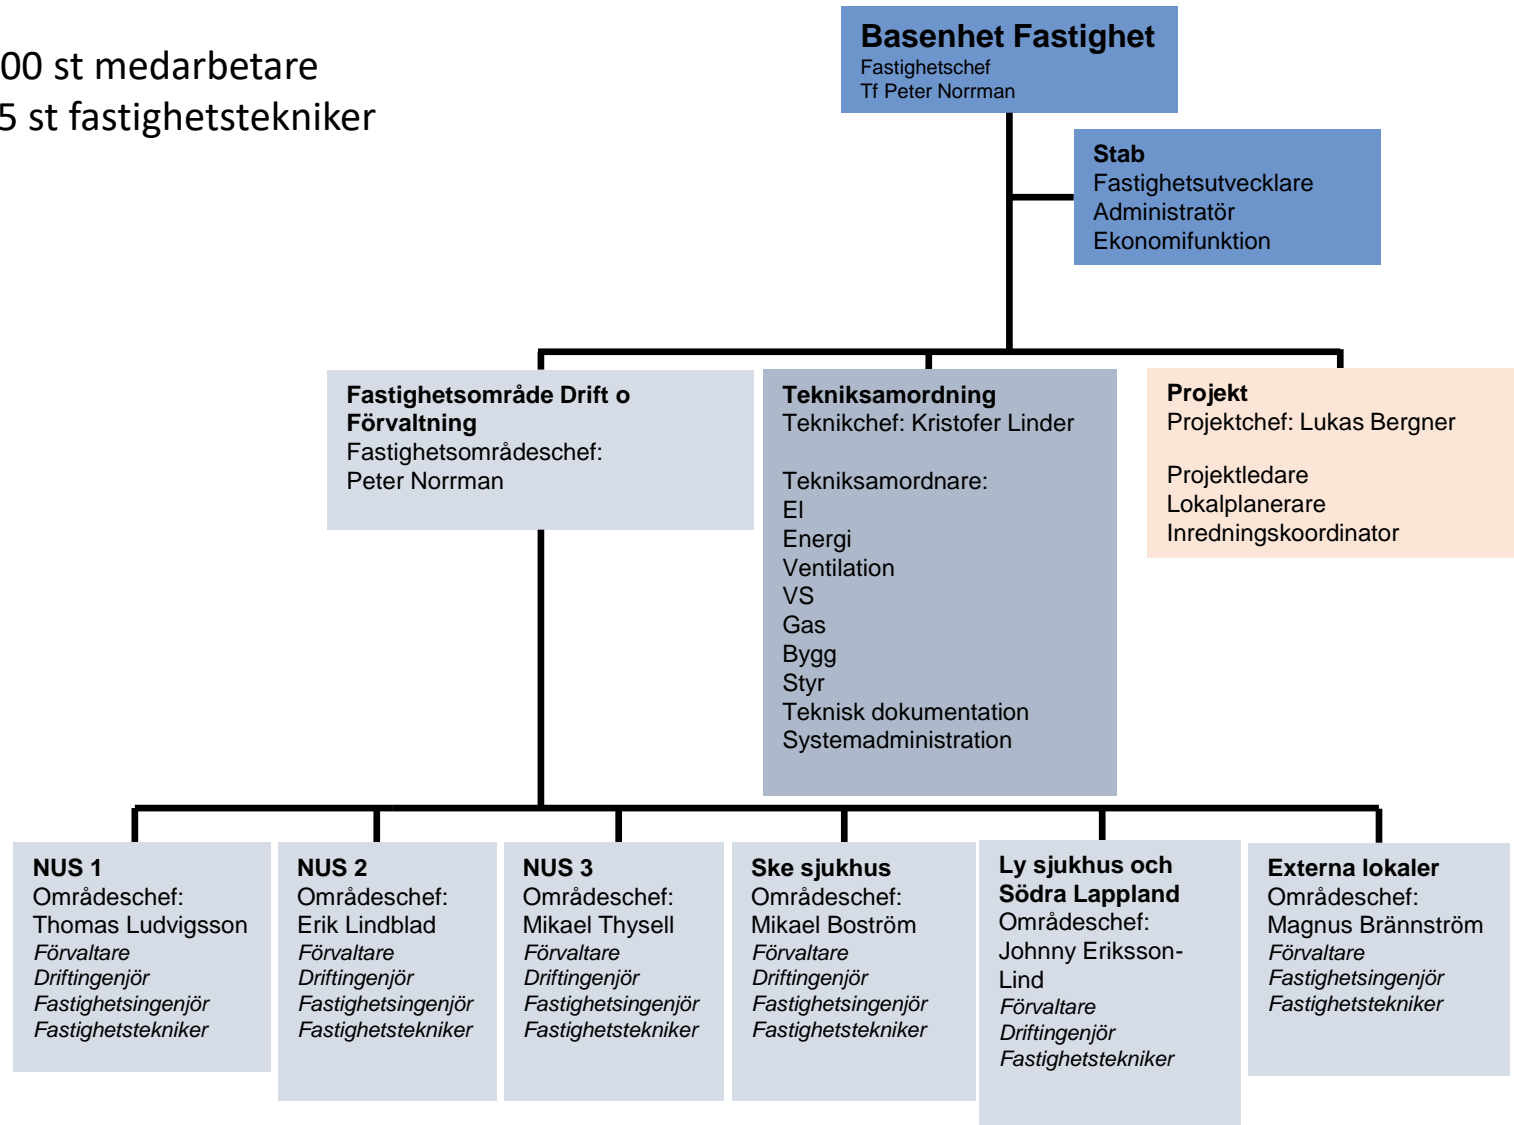 00 st medarbetare
5 st fastighetstekniker
Basenhet Fastighet
Fastighetschef
Tf Peter Norrman
Stab
Fastighetsutvecklare
Administratör
Ekonomifunktion
Fastighetsområde Drift o
Förvaltning
Fastighetsområdeschef:
Peter Norrman
Tekniksamordning
Teknikchef: Kristofer Linder
Tekniksamordnare:
El
Energi
Ventilation
VS
Gas
Bygg
Styr
Teknisk dokumentation
Systemadministration
Projekt
Projektchef: Lukas Bergner
Projektledare
Lokalplanerare
Inredningskoordinator
NUS 1
Områdeschef:
Thomas Ludvigsson
Förvaltare
Driftingenjör
Fastighetsingenjör
Fastighetstekniker
NUS 2
Områdeschef:
Erik Lindblad
Förvaltare
Driftingenjör
Fastighetsingenjör
Fastighetstekniker
NUS 3
Områdeschef:
Mikael Thysell
Förvaltare
Driftingenjör
Fastighetsingenjör
Fastighetstekniker
Ske sjukhus
Områdeschef:
Mikael Boström
Förvaltare
Driftingenjör
Fastighetsingenjör
Fastighetstekniker
Ly sjukhus och
Södra Lappland
Områdeschef:
Johnny Eriksson-
Lind
Förvaltare
Driftingenjör
Fastighetstekniker
Externa lokaler
Områdeschef:
Magnus Brännström
Förvaltare
Fastighetsingenjör
Fastighetstekniker